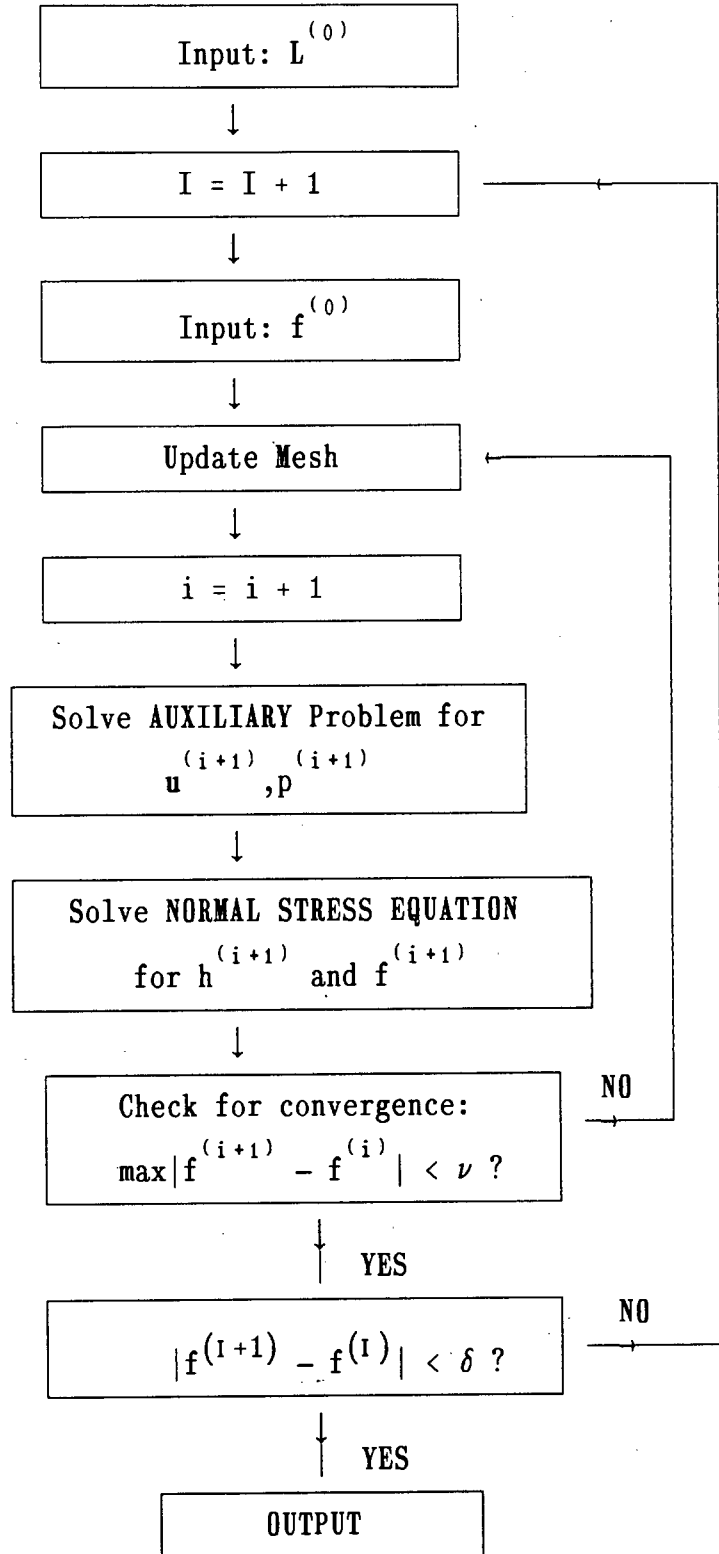 Input: L^(0)
I = I + 1
Input: f^(0)
Update Mesh
i = i + 1
Solve AUXILIARY Problem for
u^(i+1), p^(i+1)
Solve NORMAL STRESS EQUATION
for h^(i+1) and f^(i+1)
Check for convergence:
max|f^(i+1) - f^(i)| < ν ?
NO
YES
|f^(I+1) - f^(I)| < δ ?
NO
YES
OUTPUT